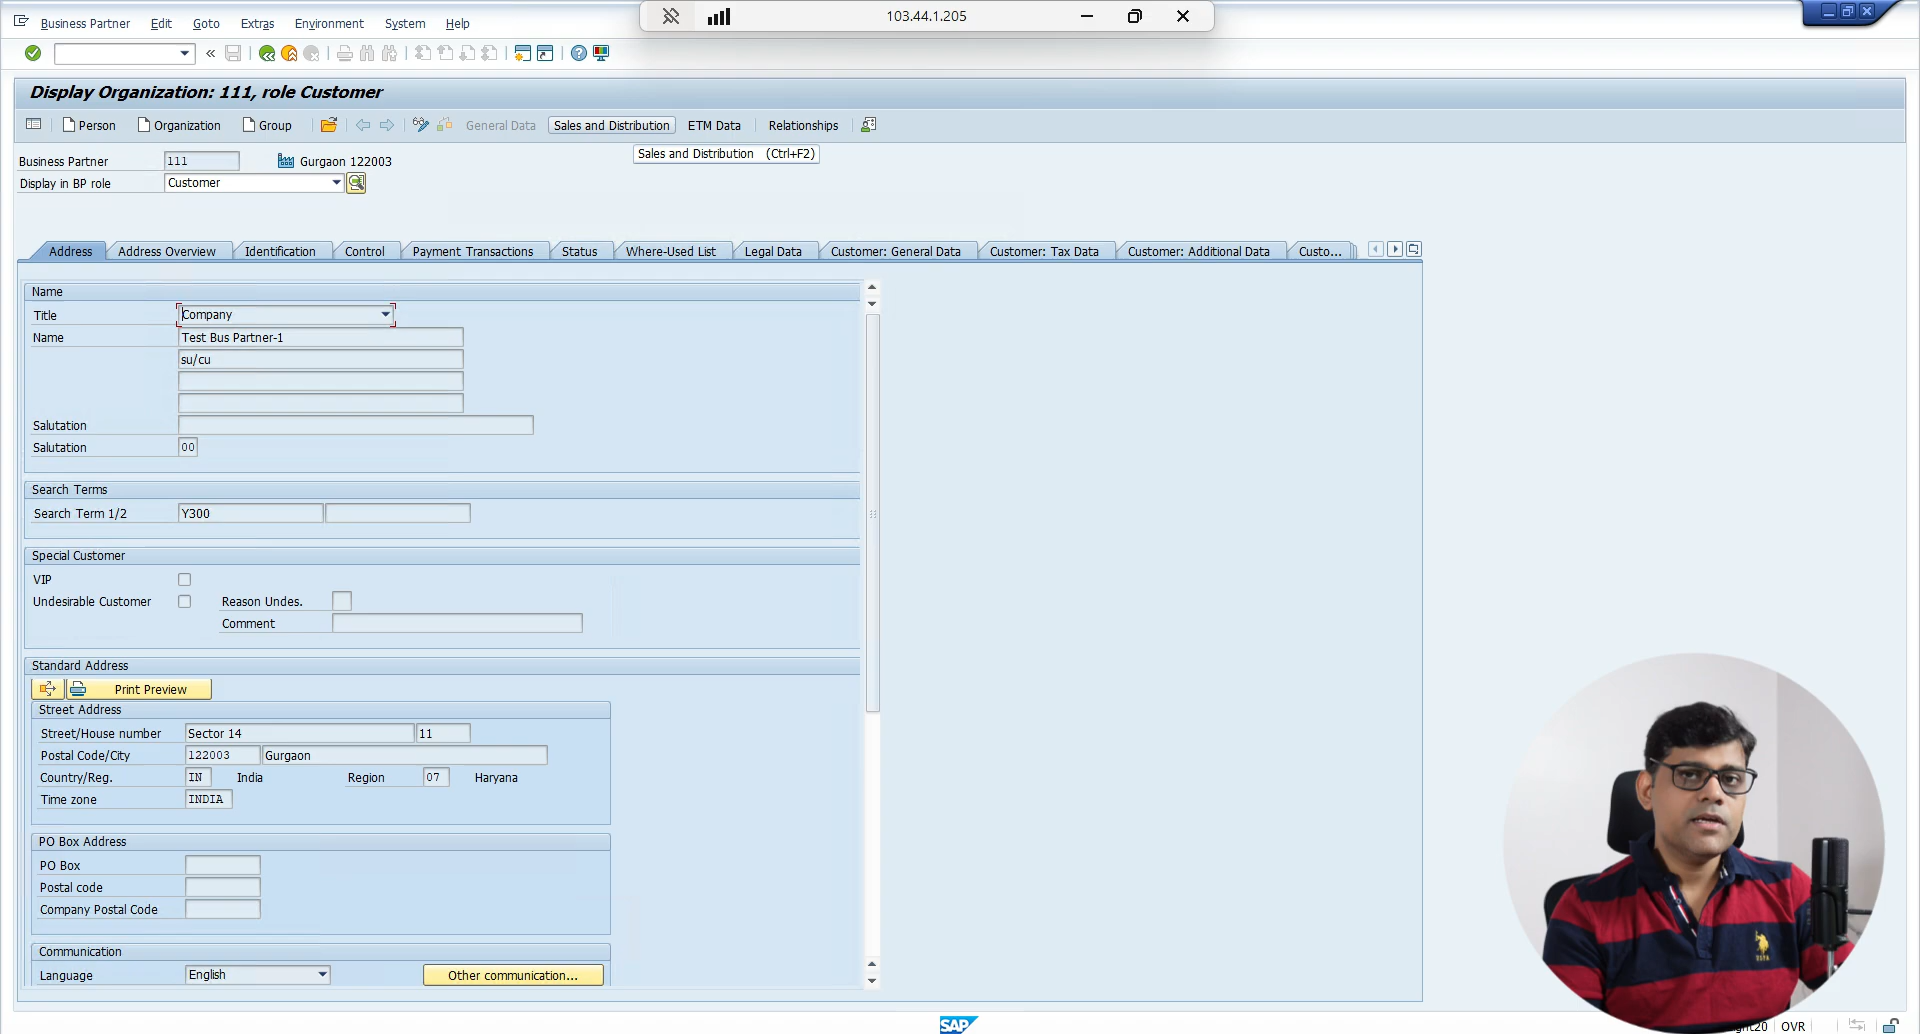 Business Partner Edit Goto Extras Environment System Help
103.44.1.205
Display Organization: 111, role Customer
Person Organization Group General Data Sales and Distribution ETM Data Relationships
Sales and Distribution (Ctrl+F2)
Business Partner 111 Gurgaon 122003
Display in BP role Customer
Address Address Overview Identification Control Payment Transactions Status Where-Used List Legal Data Customer: General Data Customer: Tax Data Customer: Additional Data Custo...
Name
Title Company
Name Test Bus Partner-1
su/cu
Salutation
Salutation 00
Search Terms
Search Term 1/2 Y300
Special Customer
VIP
Undesirable Customer Reason Undes.
Comment
Standard Address
Print Preview
Street Address
Street/House number Sector 14 11
Postal Code/City 122003 Gurgaon
Country/Reg. IN India Region 07 Haryana
Time zone INDIA
PO Box Address
PO Box
Postal code
Company Postal Code
Communication
Language English Other communication...
SAP
OVR